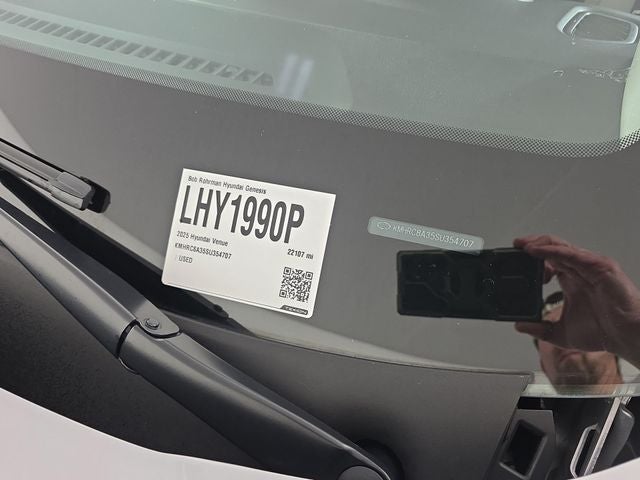 Bob Rohrman Hyundai Genesis
LHY1990P
2025 Hyundai Venue
22107 mi
KMHRC8A35SU354707
USED
KMHRC8A35SU354707